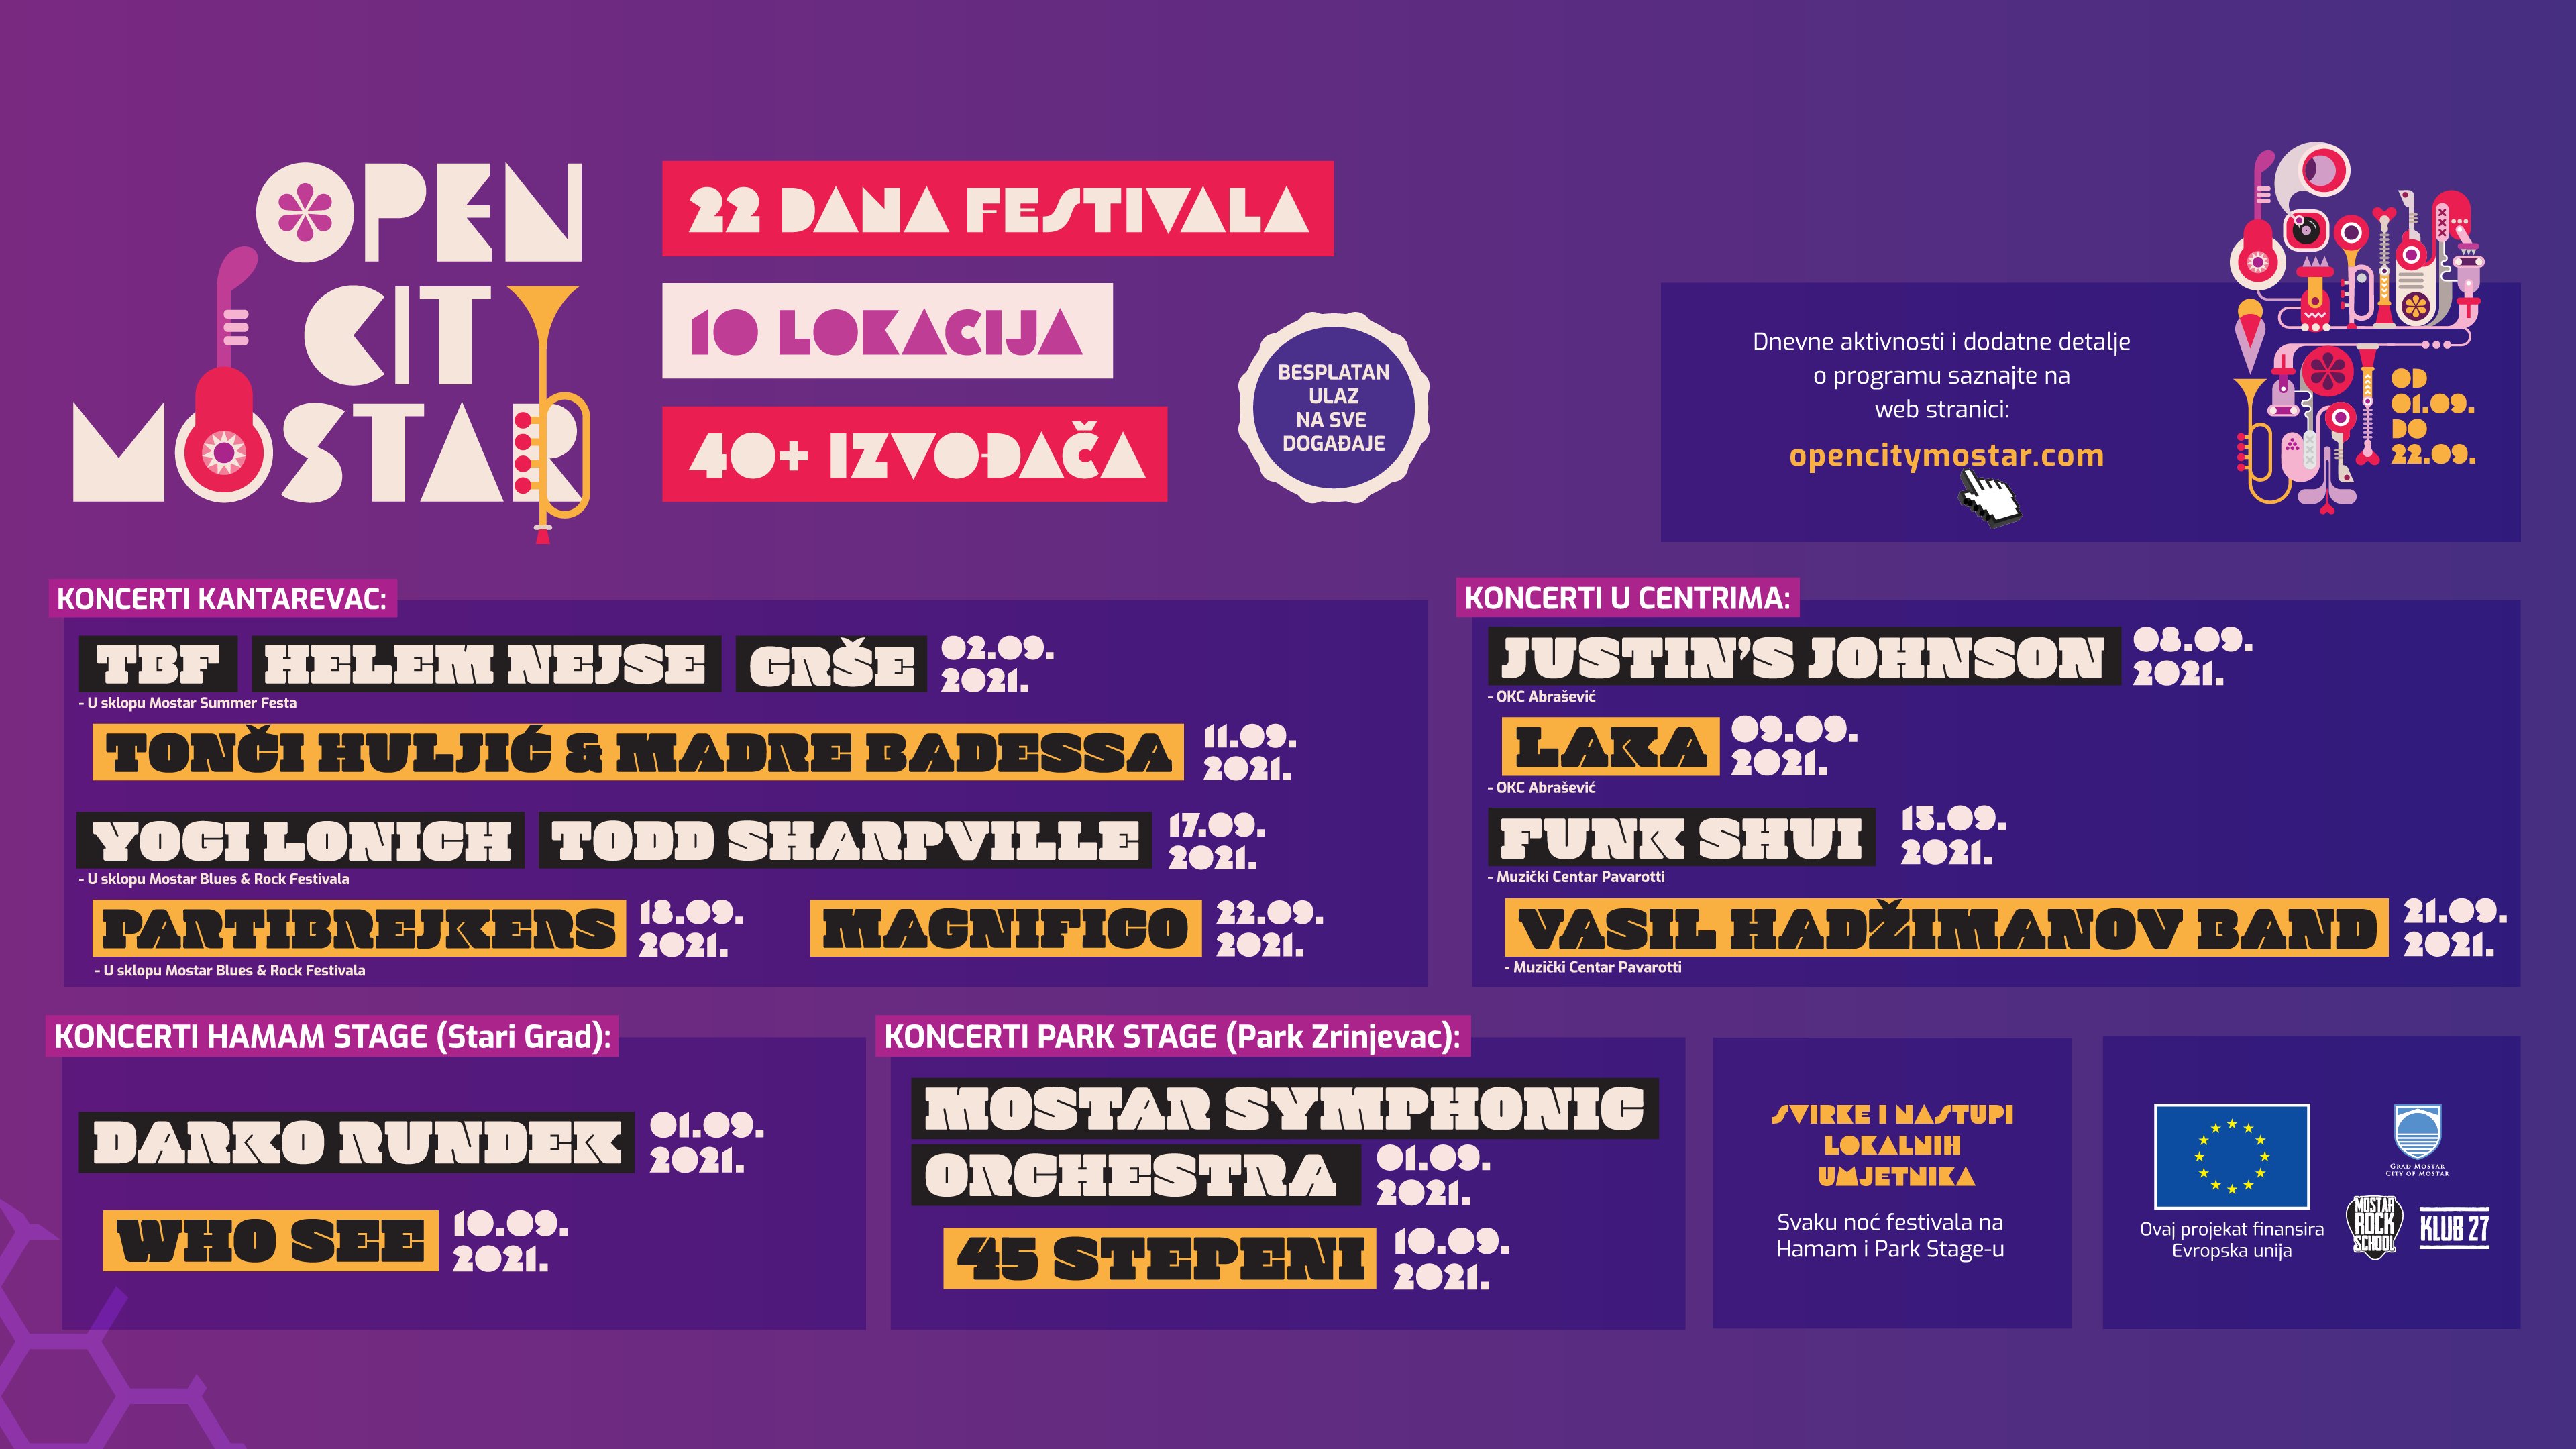 OPEN
CITY
MOSTAR
22 DANA FESTIVALA
10 LOKACIJA
40+ IZVOĐAČA
BESPLATAN
ULAZ
NA SVE
DOGAĐAJE
Dnevne aktivnosti i dodatne detalje
o programu saznajte na
web stranici:
opencitymostar.com
OD
01.09.
DO
22.09.
KONCERTI KANTAREVAC:
TBF HELEM NEJSE GRŠE 02.09.
2021.
- U sklopu Mostar Summer Festa
TONČI HULJIĆ & MADRE BADESSA 11.09.
2021.
YOGI LONICH TODD SHARPVILLE 17.09.
2021.
- U sklopu Mostar Blues & Rock Festivala
PARTIBREJKERS 18.09.
2021.
- U sklopu Mostar Blues & Rock Festivala
MAGNIFICO 22.09.
2021.
KONCERTI U CENTRIMA:
JUSTIN'S JOHNSON 08.09.
2021.
- OKC Abrašević
LAKA 09.09.
2021.
- OKC Abrašević
FUNK SHUI 15.09.
2021.
- Muzički Centar Pavarotti
VASIL HADŽIMANOV BAND 21.09.
2021.
- Muzički Centar Pavarotti
KONCERTI HAMAM STAGE (Stari Grad):
DARKO RUNDEK 01.09.
2021.
WHO SEE 10.09.
2021.
KONCERTI PARK STAGE (Park Zrinjevac):
MOSTAR SYMPHONIC
ORCHESTRA 01.09.
2021.
45 STEPENI 10.09.
2021.
SVIRKE I NASTUPI
LOKALNIH
UMJETNIKA
Svaku noć festivala na
Hamam i Park Stage-u
Ovaj projekat finansira
Evropska unija
GRAD MOSTAR
CITY OF MOSTAR
MOSTAR
ROCK
SCHOOL
KLUB 27